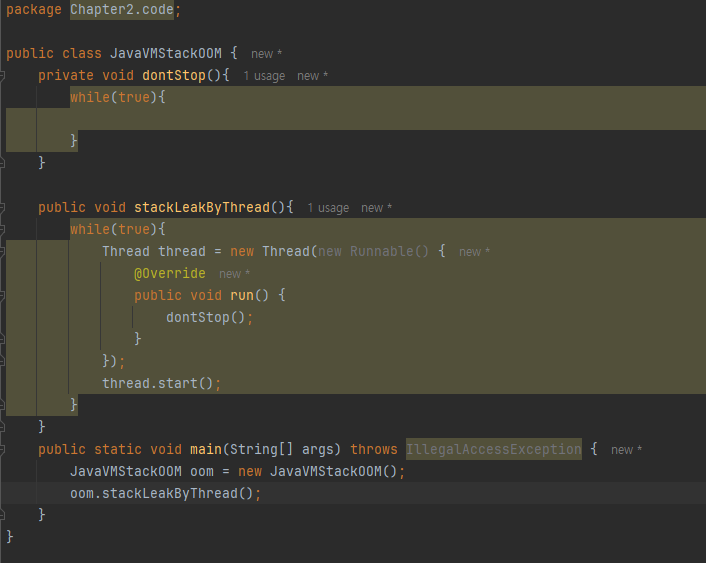 package Chapter2.code;
public class JavaVMStackOOM { new *
private void dontStop(){ 1 usage new *
while(true){
}
}
public void stackLeakByThread(){ 1 usage new *
while(true){
Thread thread = new Thread(new Runnable() { new *
@Override new *
public void run() {
dontStop();
}
});
thread.start();
}
}
public static void main(String[] args) throws IllegalAccessException { new *
JavaVMStackOOM oom = new JavaVMStackOOM();
oom.stackLeakByThread();
}
}